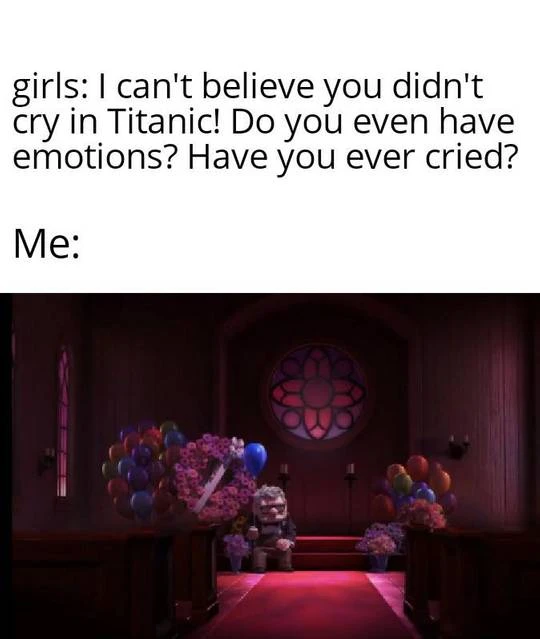 girls: I can't believe you didn't
cry in Titanic! Do you even have
emotions? Have you ever cried?
Me: